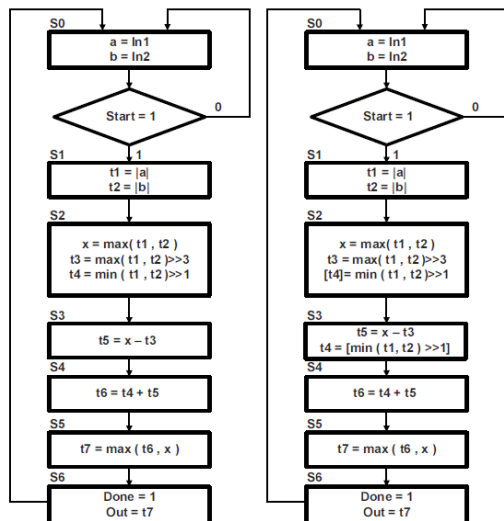 S0
a = In1
b = In2
Start = 1
0
S1
1
t1 = |a|
t2 = |b|
S2
x = max( t1 , t2 )
t3 = max( t1 , t2 )>>3
t4 = min ( t1 , t2 )>>1
S3
t5 = x – t3
S4
t6 = t4 + t5
S5
t7 = max ( t6 , x )
S6
Done = 1
Out = t7
S0
a = In1
b = In2
Start = 1
0
S1
1
t1 = |a|
t2 = |b|
S2
x = max( t1 , t2 )
t3 = max( t1 , t2 )>>3
[t4]= min ( t1 , t2 )>>1
S3
t5 = x – t3
t4 = [min ( t1, t2 ) >>1]
S4
t6 = t4 + t5
S5
t7 = max ( t6 , x )
S6
Done = 1
Out = t7